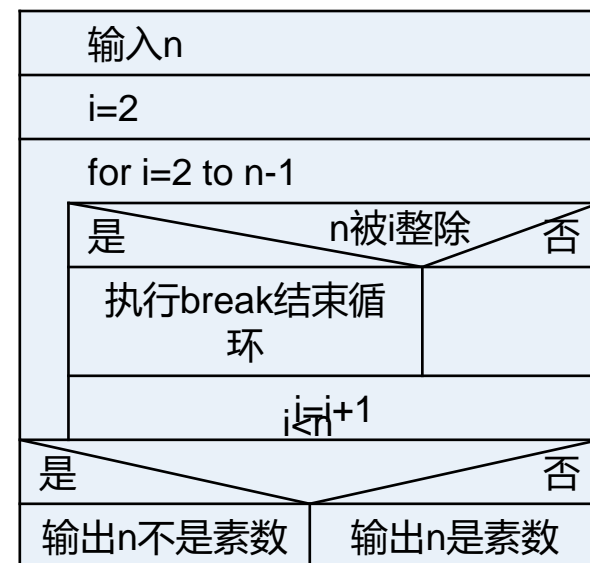 输入n
i=2
for i=2 to n-1
n被i整除
是
否
执行break结束循
环
i=i+1
i<n
是
否
输出n不是素数
输出n是素数